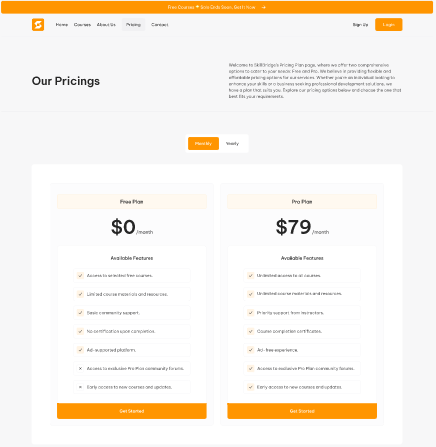 Free Courses 🌟 Sale Ends Soon, Get It Now →
Home
Courses
About Us
Pricing
Contact
Sign Up
Login
Our Pricings
Welcome to SkillBridge's Pricing Plan page, where we offer two comprehensive
options to cater to your needs: Free and Pro. We believe in providing flexible and
affordable pricing options for our services. Whether you're an individual looking to
enhance your skills or a business seeking professional development solutions, we
have a plan that suits you. Explore our pricing options below and choose the one that
best fits your requirements.
Monthly
Yearly
Free Plan
$0/month
Available Features
Access to selected free courses.
Limited course materials and resources.
Basic community support.
No certification upon completion.
Ad-supported platform.
Access to exclusive Pro Plan community forums.
Early access to new courses and updates.
Get Started
Pro Plan
$79/month
Available Features
Unlimited access to all courses.
Unlimited course materials and resources.
Priority support from instructors.
Course completion certificates.
Ad-free experience.
Access to exclusive Pro Plan community forums.
Early access to new courses and updates.
Get Started